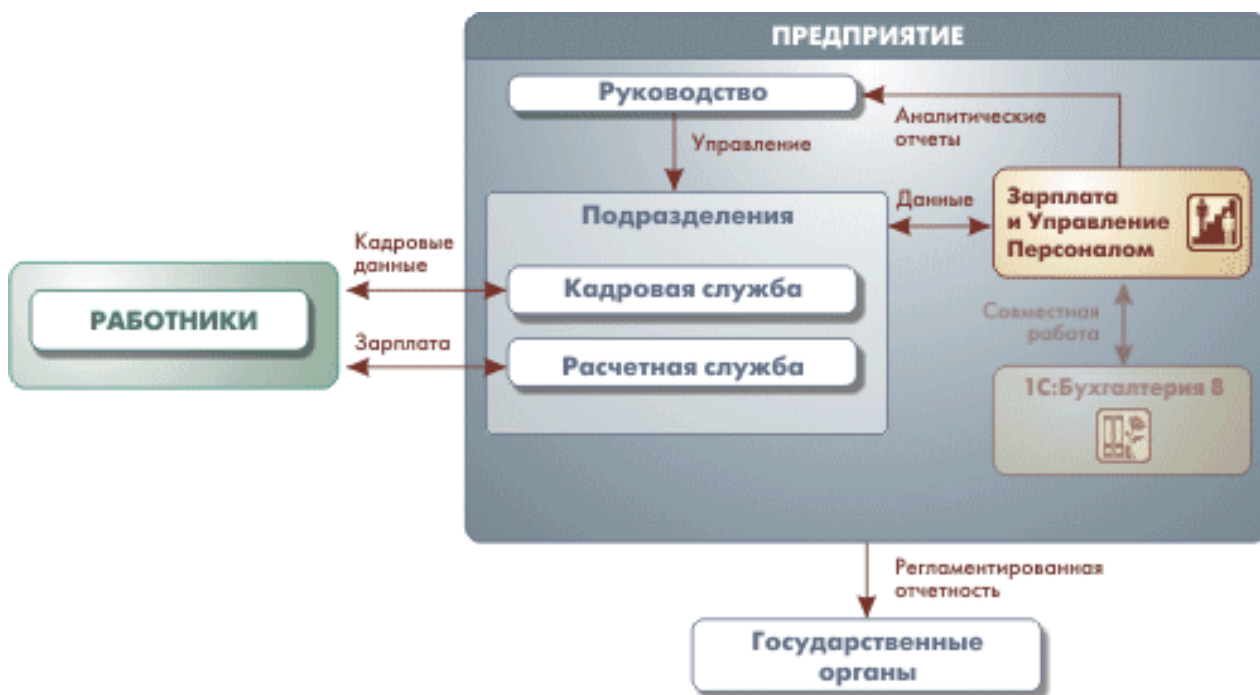 ПРЕДПРИЯТИЕ
Руководство
Аналитические
отчеты
Управление
Подразделения
Данные
Зарплата
и Управление
Персоналом
Кадровые
данные
Кадровая служба
РАБОТНИКИ
Совместная
работа
Зарплата
Расчетная служба
1С:Бухгалтерия 8
Регламентированная
отчетность
Государственные
органы